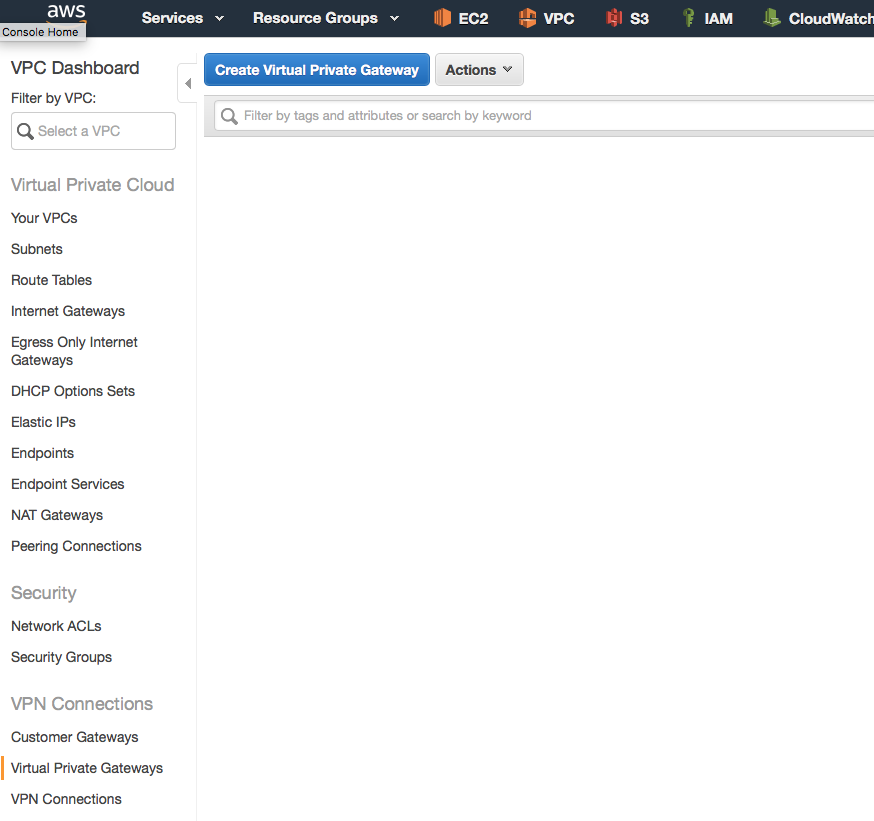 aws
Services
Resource Groups
EC2
VPC
S3
IAM
CloudWatch
Console Home
VPC Dashboard
Filter by VPC:
Select a VPC
Virtual Private Cloud
Your VPCs
Subnets
Route Tables
Internet Gateways
Egress Only Internet
Gateways
DHCP Options Sets
Elastic IPs
Endpoints
Endpoint Services
NAT Gateways
Peering Connections
Security
Network ACLs
Security Groups
VPN Connections
Customer Gateways
Virtual Private Gateways
VPN Connections
Create Virtual Private Gateway
Actions
Filter by tags and attributes or search by keyword